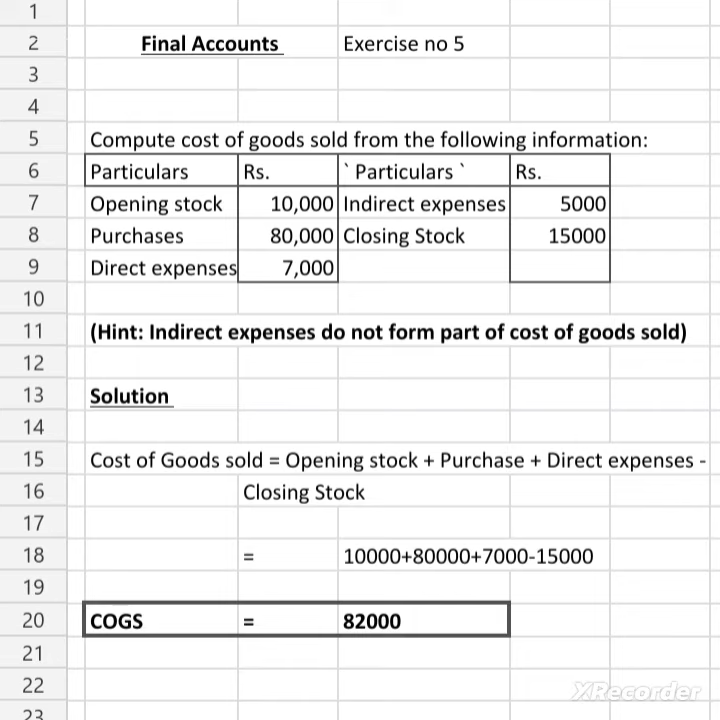 1
2 Final Accounts Exercise no 5
3
4
5 Compute cost of goods sold from the following information:
6 Particulars Rs. ` Particulars ` Rs.
7 Opening stock 10,000 Indirect expenses 5000
8 Purchases 80,000 Closing Stock 15000
9 Direct expenses 7,000
10
11 (Hint: Indirect expenses do not form part of cost of goods sold)
12
13 Solution
14
15 Cost of Goods sold = Opening stock + Purchase + Direct expenses -
16 Closing Stock
17
18 = 10000+80000+7000-15000
19
20 COGS = 82000
21
22
XRecorder
23